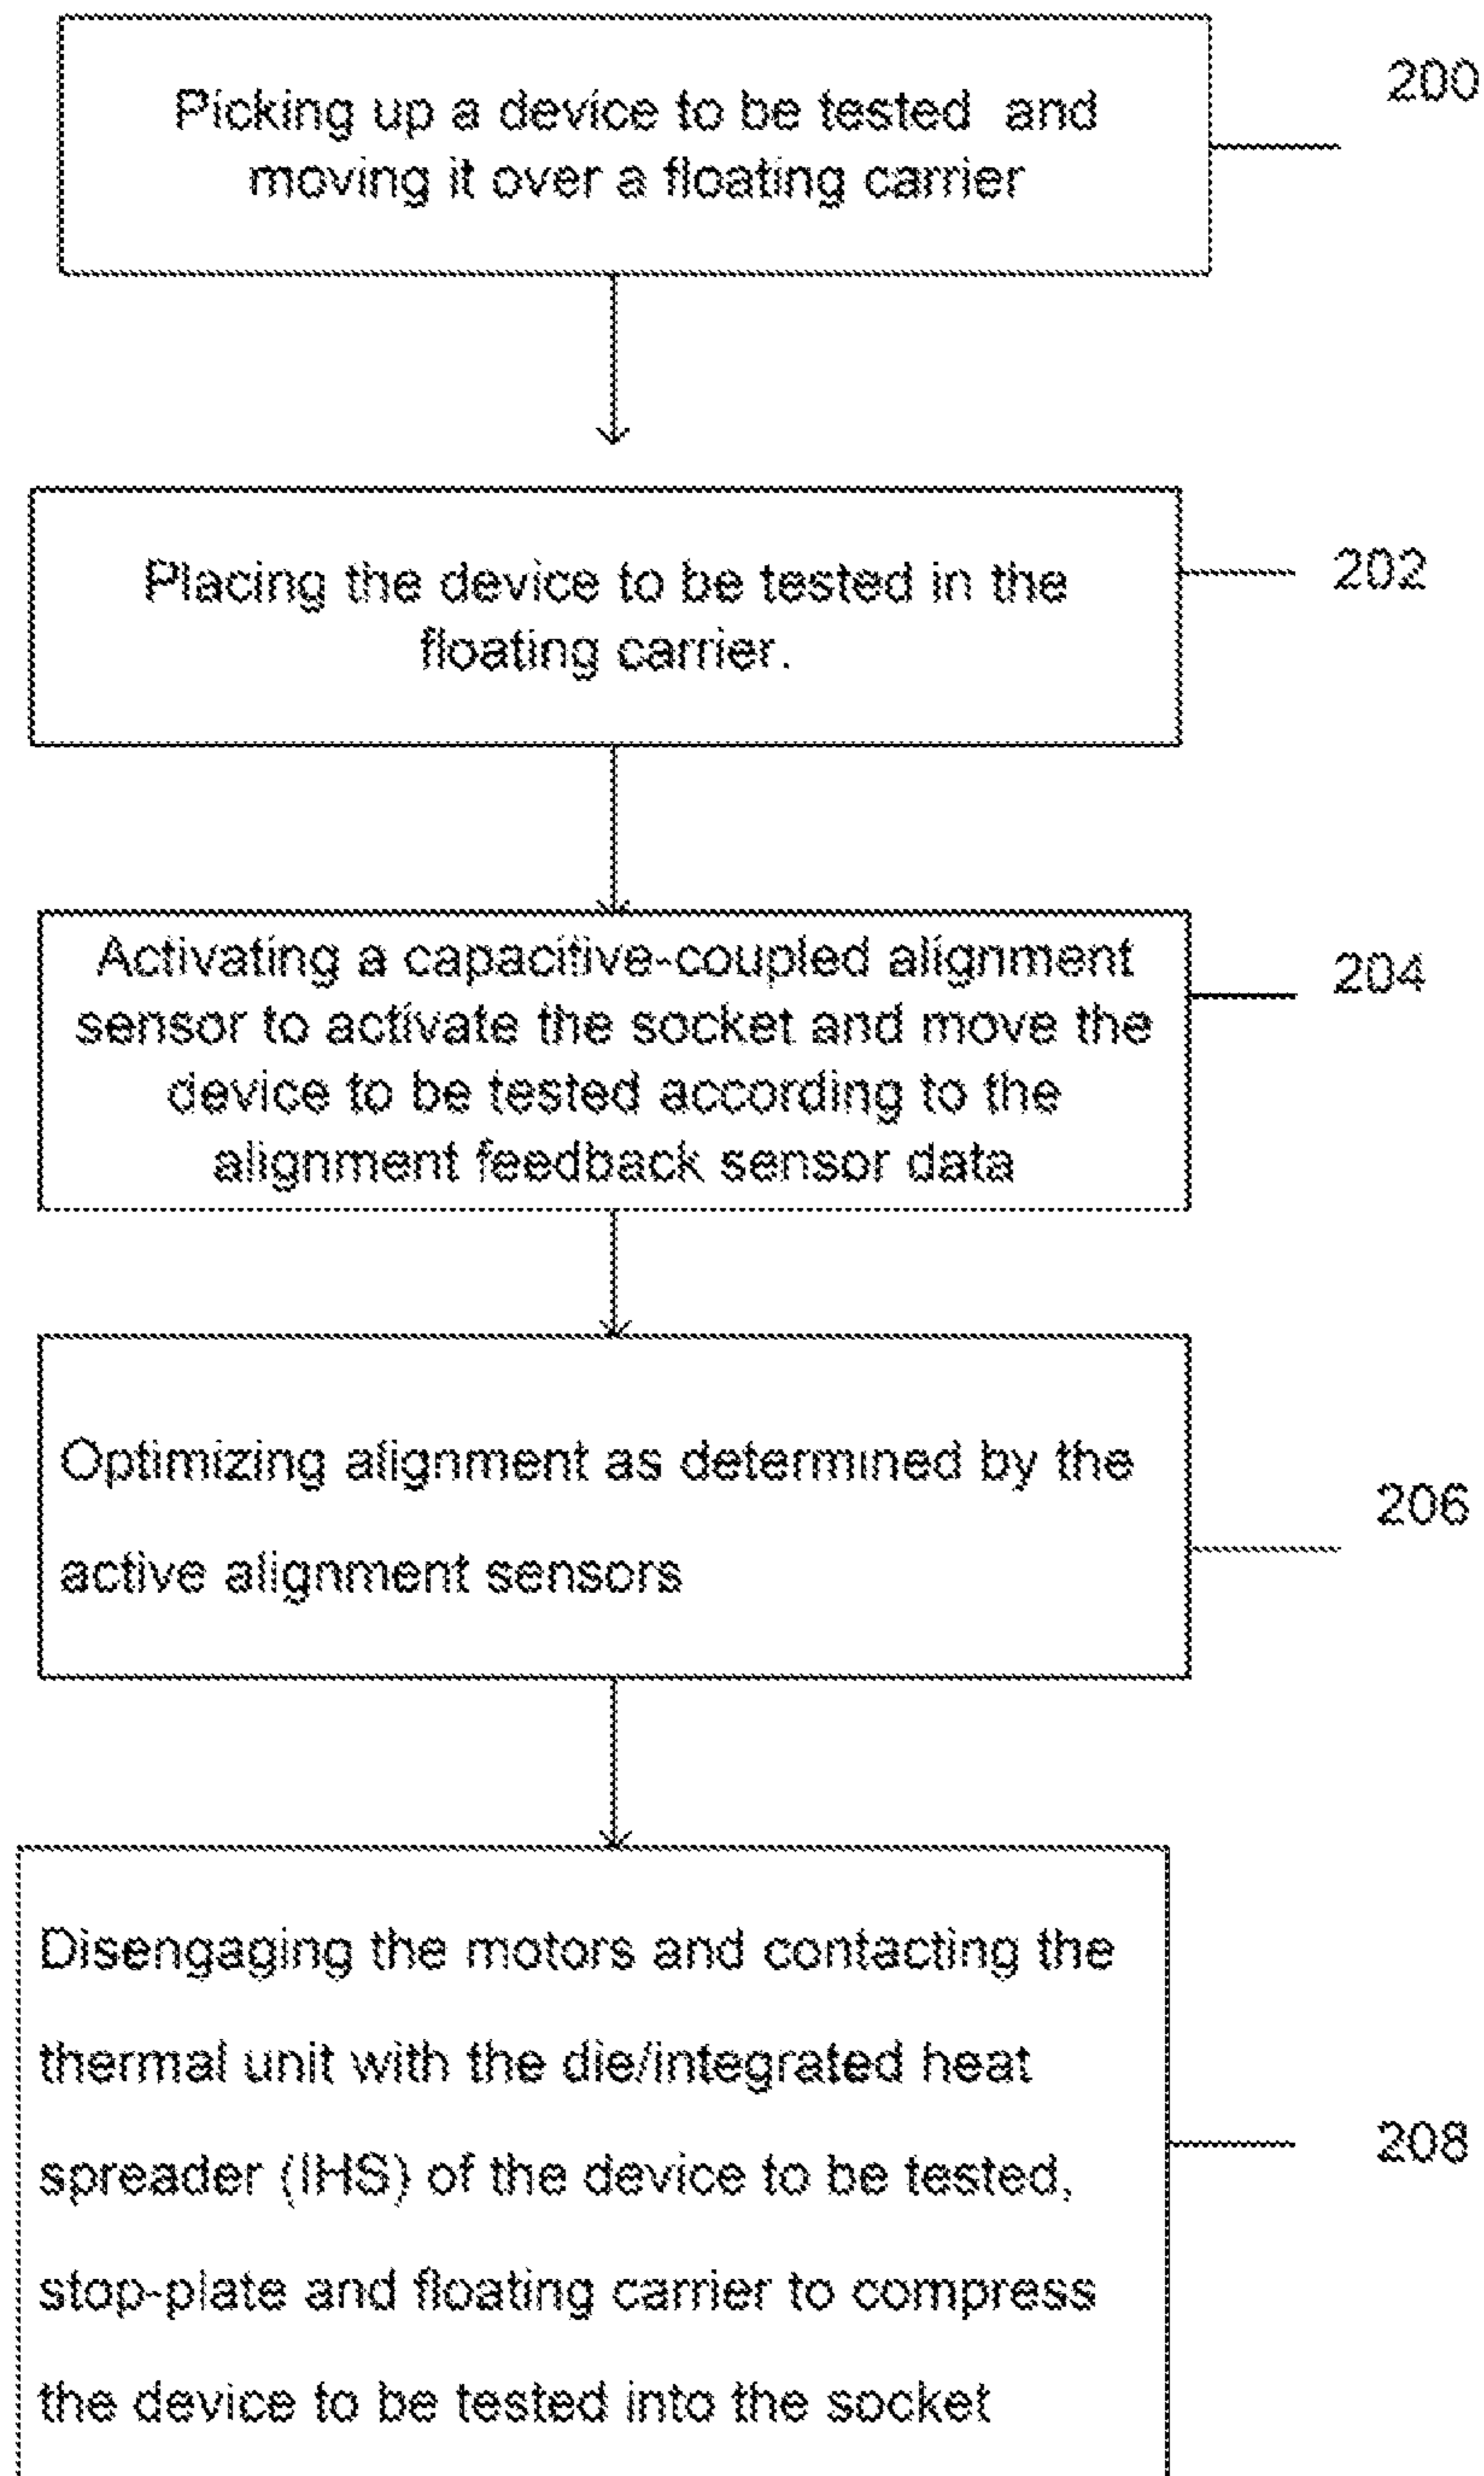 Picking up a device to be tested and
moving it over a floating carrier
200
Placing the device to be tested in the
floating carrier.
202
Activating a capacitive-coupled alignment
sensor to activate the socket and move the
device to be tested according to the
alignment feedback sensor data
204
Optimizing alignment as determined by the
active alignment sensors
206
Disengaging the motors and contacting the
thermal unit with the die/integrated heat
spreader (IHS) of the device to be tested,
stop-plate and floating carrier to compress
the device to be tested into the socket
208